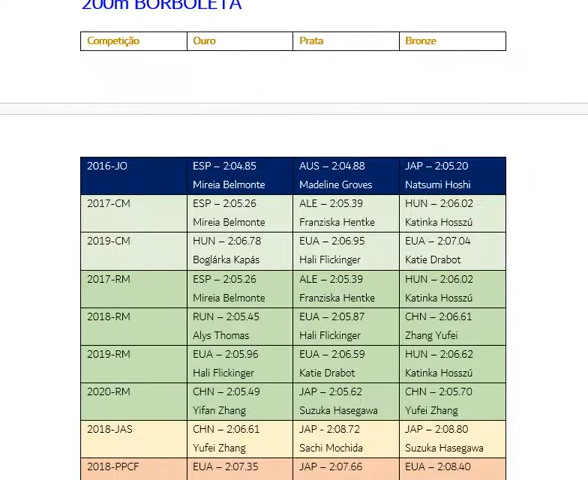 200m BORBOLETA
Competição Ouro Prata Bronze
2016-JO ESP – 2:04.85 AUS – 2:04.88 JAP – 2:05.20
Mireia Belmonte Madeline Groves Natsumi Hoshi
2017-CM ESP – 2:05.26 ALE – 2:05.39 HUN – 2:06.02
Mireia Belmonte Franziska Hentke Katinka Hosszú
2019-CM HUN – 2:06.78 EUA – 2:06.95 EUA – 2:07.04
Boglárka Kapás Hali Flickinger Katie Drabot
2017-RM ESP – 2:05.26 ALE – 2:05.39 HUN – 2:06.02
Mireia Belmonte Franziska Hentke Katinka Hosszú
2018-RM RUN – 2:05.45 EUA – 2:05.87 CHN – 2:06.61
Alys Thomas Hali Flickinger Zhang Yufei
2019-RM EUA – 2:05.96 EUA – 2:06.59 HUN – 2:06.62
Hali Flickinger Katie Drabot Katinka Hosszú
2020-RM CHN – 2:05.49 JAP – 2:05.62 CHN – 2:05.70
Yifan Zhang Suzuka Hasegawa Yufei Zhang
2018-JAS CHN – 2:06.61 JAP - 2:08.72 JAP – 2:08.80
Yufei Zhang Sachi Mochida Suzuka Hasegawa
2018-PPCF EUA – 2:07.35 JAP – 2:07.66 EUA – 2:08.40